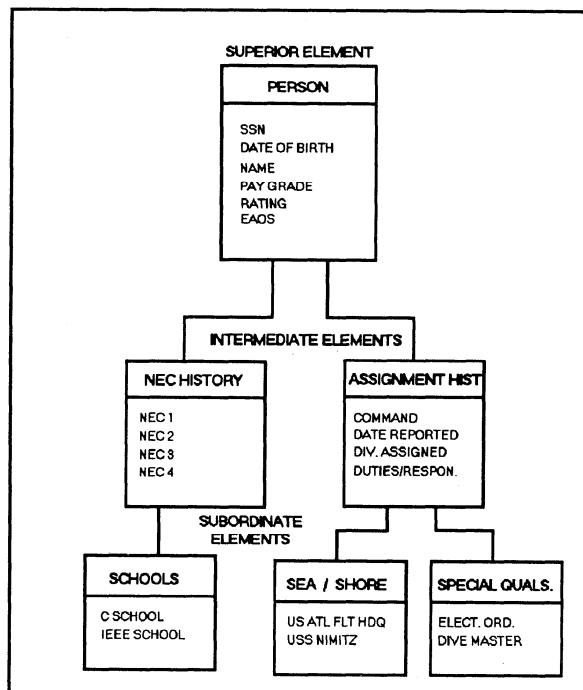 SUPERIOR ELEMENT
PERSON
SSN
DATE OF BIRTH
NAME
PAY GRADE
RATING
EAOS
INTERMEDIATE ELEMENTS
NEC HISTORY
NEC 1
NEC 2
NEC 3
NEC 4
ASSIGNMENT HIST
COMMAND
DATE REPORTED
DIV. ASSIGNED
DUTIES/RESPON.
SUBORDINATE
ELEMENTS
SCHOOLS
C SCHOOL
IEEE SCHOOL
SEA / SHORE
US ATL FLT HDQ
USS NIMITZ
SPECIAL QUALS.
ELECT. ORD.
DIVE MASTER